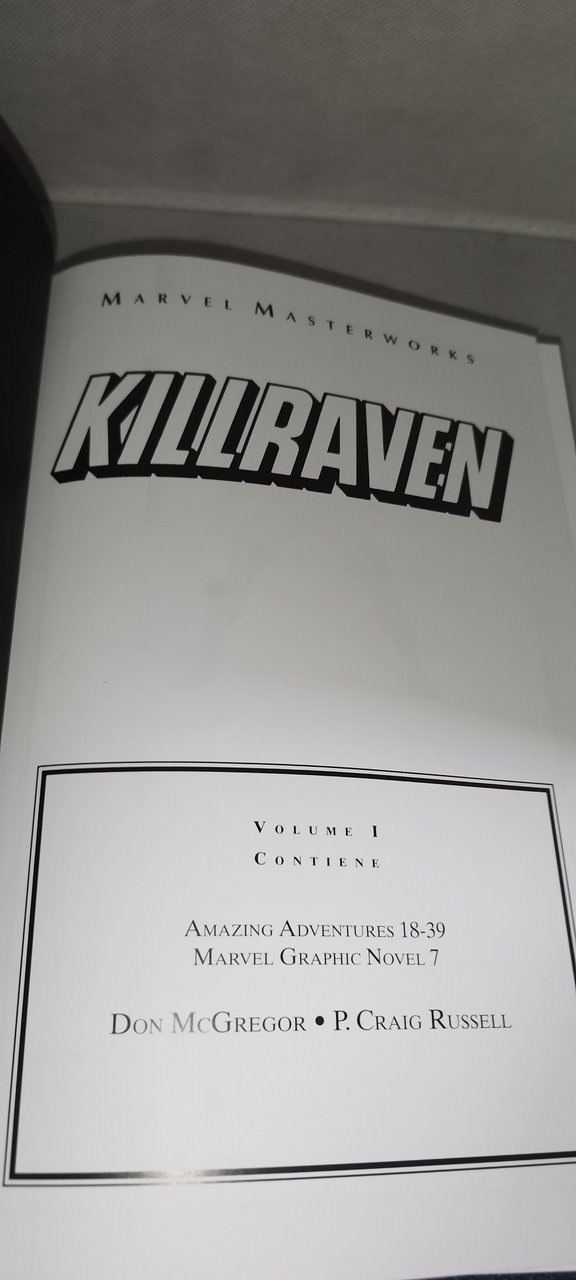 MARVEL MASTERWORKS
KILLRAVEN
VOLUME I
CONTIENE
AMAZING ADVENTURES 18-39
MARVEL GRAPHIC NOVEL 7
DON MCGREGOR • P. CRAIG RUSSELL